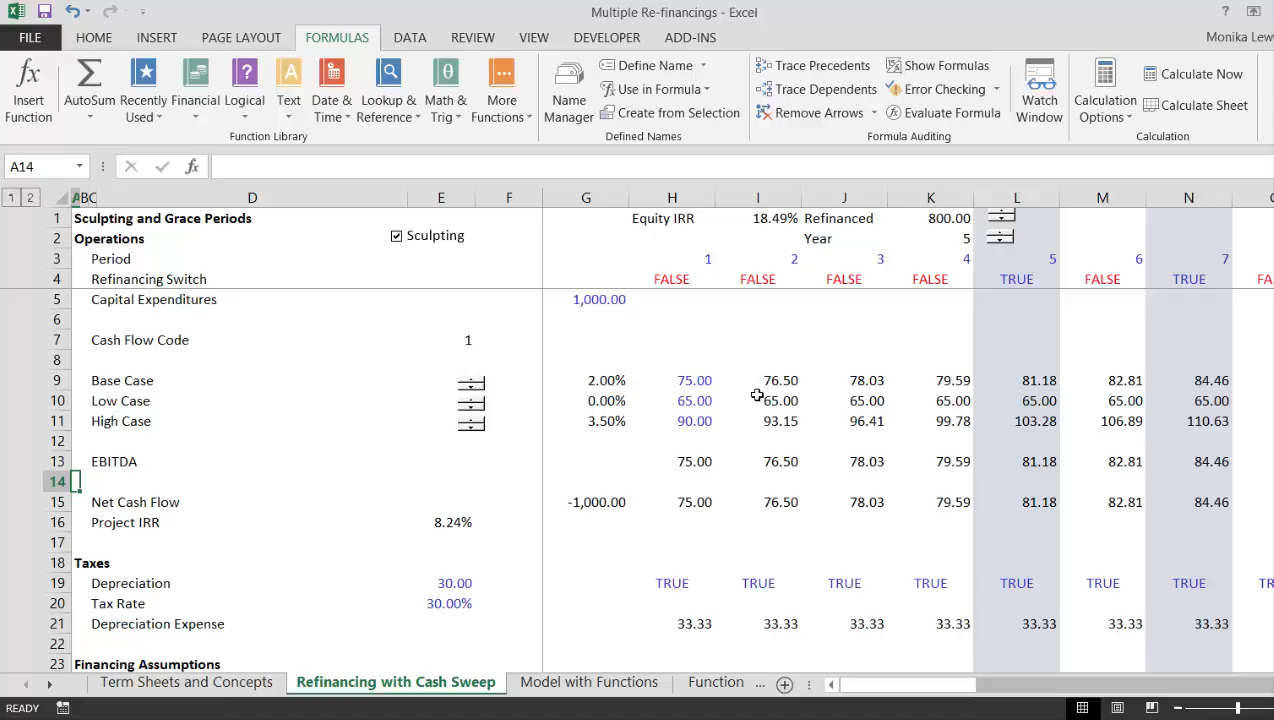 Multiple Re-financings - Excel
FILE HOME INSERT PAGE LAYOUT FORMULAS DATA REVIEW VIEW DEVELOPER ADD-INS Monika Lew
Insert Function
AutoSum
Recently Used
Financial
Logical
Text
Date & Time
Lookup & Reference
Math & Trig
More Functions
Function Library
Name Manager
Define Name
Use in Formula
Create from Selection
Defined Names
Trace Precedents
Trace Dependents
Remove Arrows
Show Formulas
Error Checking
Evaluate Formula
Formula Auditing
Watch Window
Calculation Options
Calculate Now
Calculate Sheet
Calculation
A14 fx
1 2 A B C D E F G H I J K L M N
1 Sculpting and Grace Periods Equity IRR 18.49% Refinanced 800.00
2 Operations Sculpting Year 5
3 Period 1 2 3 4 5 6 7
4 Refinancing Switch FALSE FALSE FALSE FALSE TRUE FALSE TRUE FA
5 Capital Expenditures 1,000.00
6
7 Cash Flow Code 1
8
9 Base Case 2.00% 75.00 76.50 78.03 79.59 81.18 82.81 84.46
10 Low Case 0.00% 65.00 65.00 65.00 65.00 65.00 65.00 65.00
11 High Case 3.50% 90.00 93.15 96.41 99.78 103.28 106.89 110.63
12
13 EBITDA 75.00 76.50 78.03 79.59 81.18 82.81 84.46
14
15 Net Cash Flow -1,000.00 75.00 76.50 78.03 79.59 81.18 82.81 84.46
16 Project IRR 8.24%
17
18 Taxes
19 Depreciation 30.00 TRUE TRUE TRUE TRUE TRUE TRUE TRUE
20 Tax Rate 30.00%
21 Depreciation Expense 33.33 33.33 33.33 33.33 33.33 33.33 33.33
22
23 Financing Assumptions
Term Sheets and Concepts Refinancing with Cash Sweep Model with Functions Function ...
READY